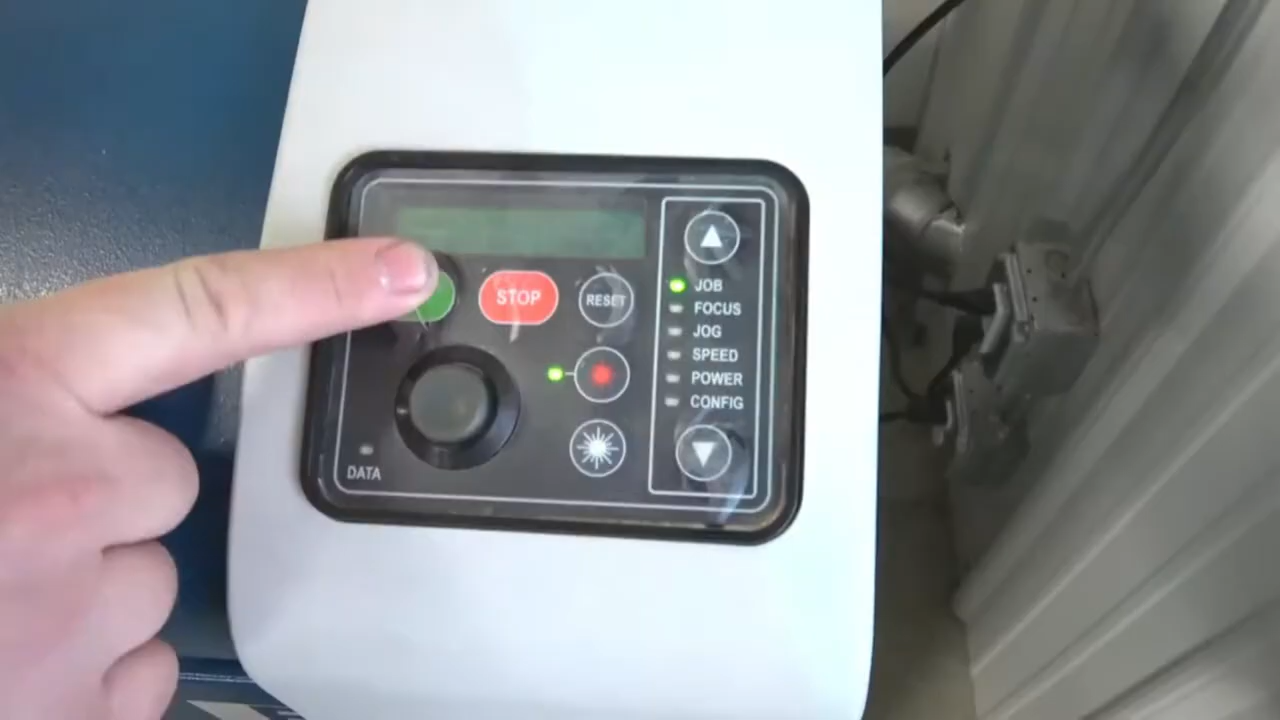 STOP
RESET
JOB
FOCUS
JOG
SPEED
POWER
CONFIG
DATA